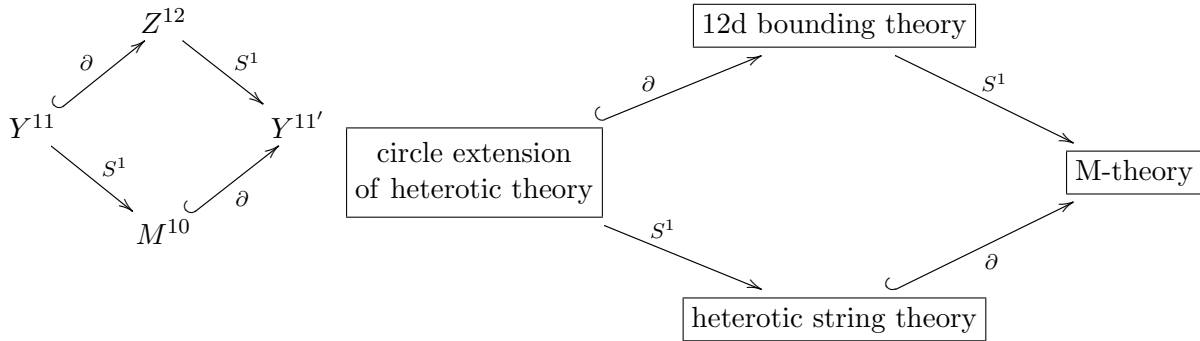 Z^{12}
∂
S^1
Y^{11}
Y^{11'}
S^1
∂
M^{10}
12d bounding theory
∂
S^1
circle extension
of heterotic theory
M-theory
S^1
∂
heterotic string theory